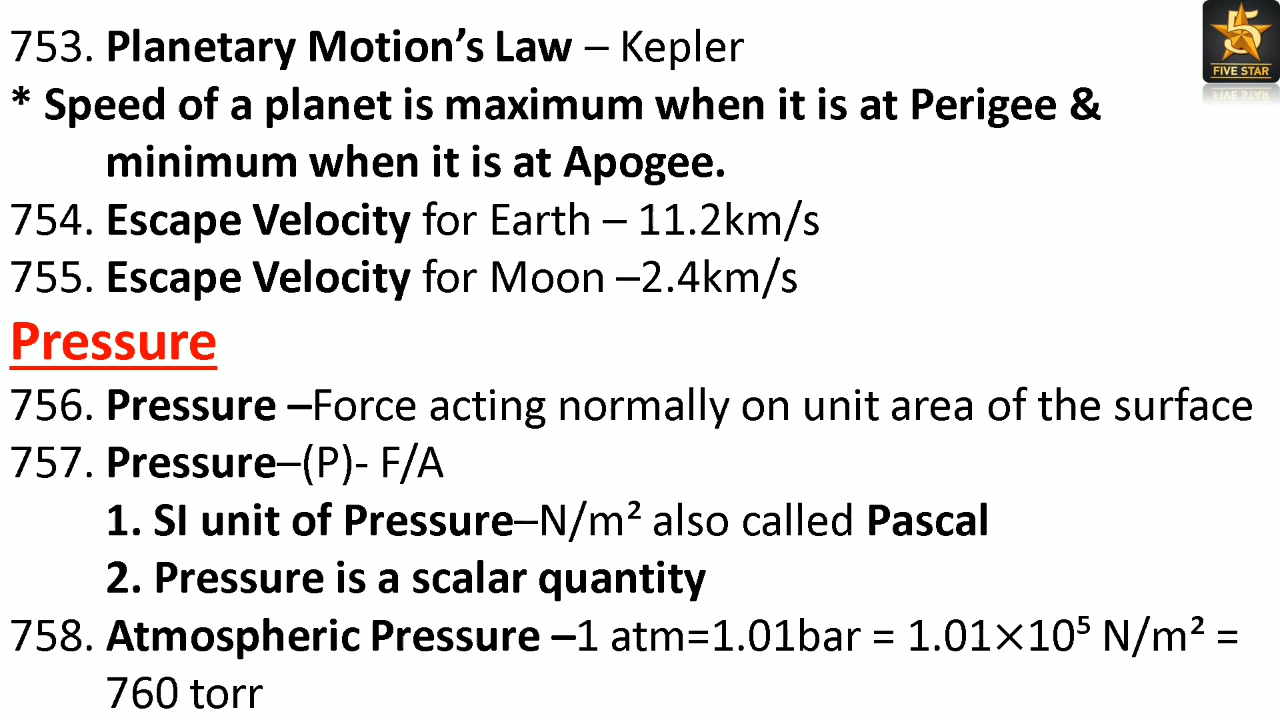 753. Planetary Motion’s Law – Kepler
* Speed of a planet is maximum when it is at Perigee &
minimum when it is at Apogee.
754. Escape Velocity for Earth – 11.2km/s
755. Escape Velocity for Moon –2.4km/s
Pressure
756. Pressure –Force acting normally on unit area of the surface
757. Pressure–(P)- F/A
1. SI unit of Pressure–N/m² also called Pascal
2. Pressure is a scalar quantity
758. Atmospheric Pressure –1 atm=1.01bar = 1.01×10⁵ N/m² =
760 torr
5
FIVE STAR